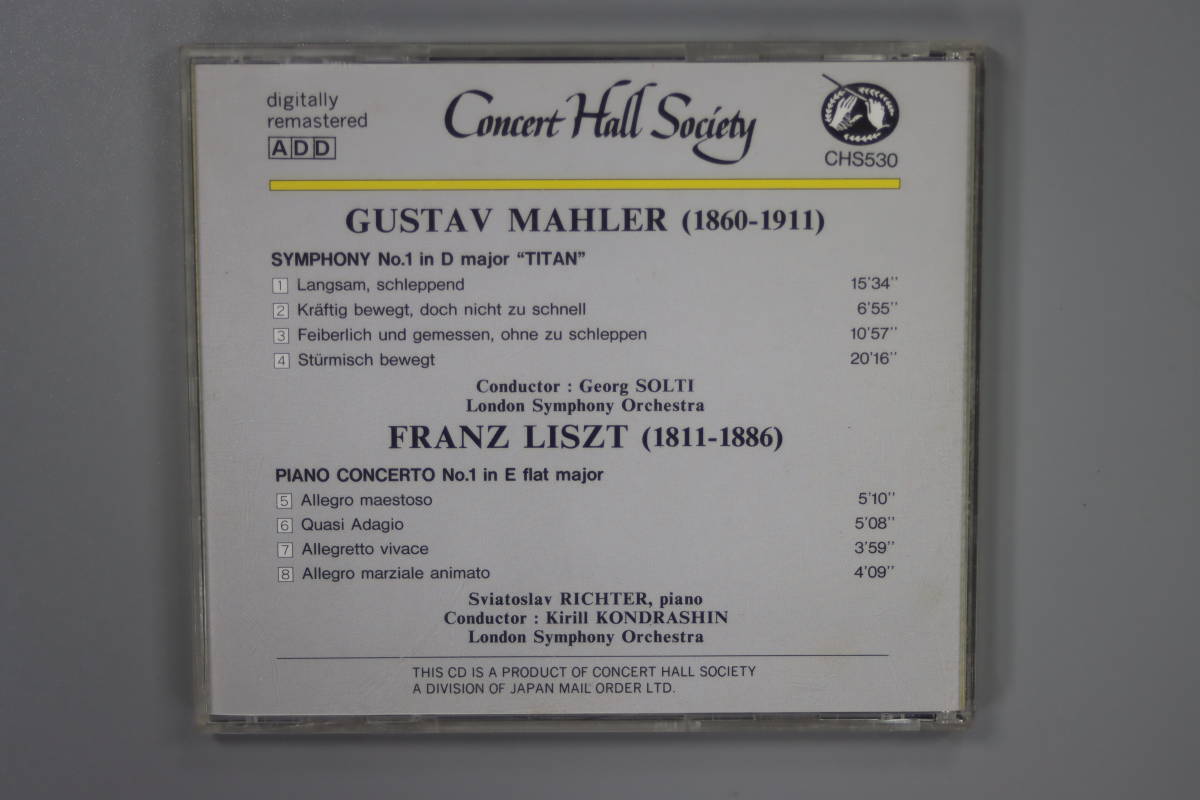 digitally
remastered
ADD
Concert Hall Society
CHS530
GUSTAV MAHLER (1860-1911)
SYMPHONY No.1 in D major “TITAN”
1 Langsam, schleppend 15'34''
2 Kräftig bewegt, doch nicht zu schnell 6'55''
3 Feiberlich und gemessen, ohne zu schleppen 10'57''
4 Stürmisch bewegt 20'16''
Conductor : Georg SOLTI
London Symphony Orchestra
FRANZ LISZT (1811-1886)
PIANO CONCERTO No.1 in E flat major
5 Allegro maestoso 5'10''
6 Quasi Adagio 5'08''
7 Allegretto vivace 3'59''
8 Allegro marziale animato 4'09''
Sviatoslav RICHTER, piano
Conductor : Kirill KONDRASHIN
London Symphony Orchestra
THIS CD IS A PRODUCT OF CONCERT HALL SOCIETY
A DIVISION OF JAPAN MAIL ORDER LTD.